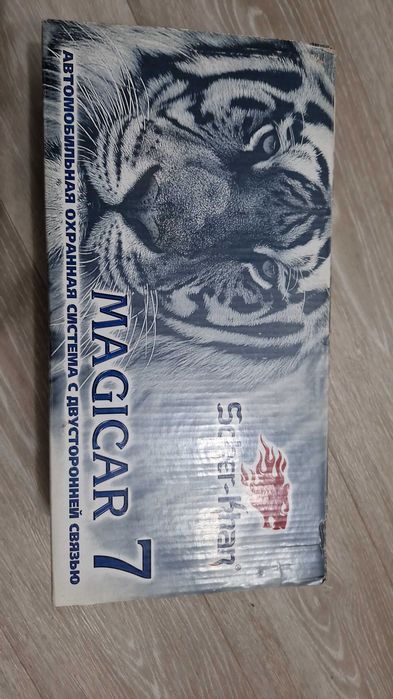 Scher-Khan®
MAGICAR 7
АВТОМОБИЛЬНАЯ ОХРАННАЯ СИСТЕМА С ДВУСТОРОННЕЙ СВЯЗЬЮ